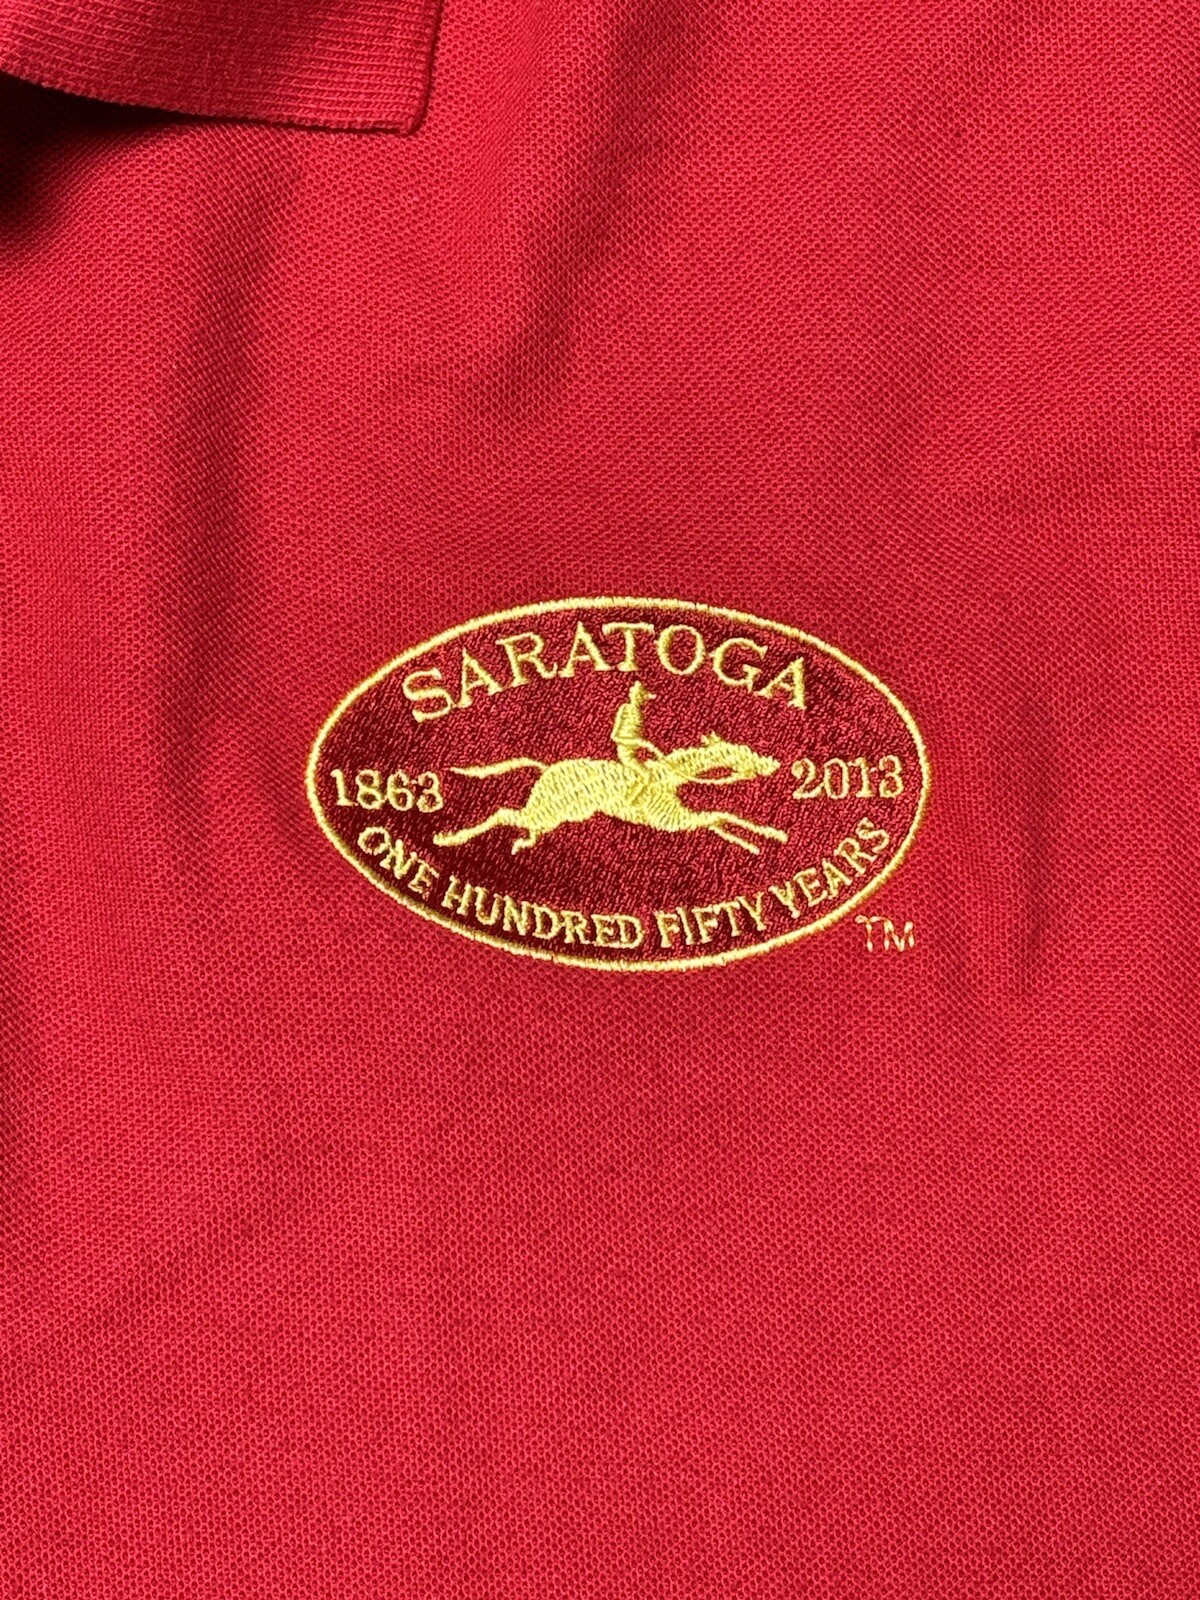 SARATOGA
1863 2013
ONE HUNDRED FIFTY YEARS
TM